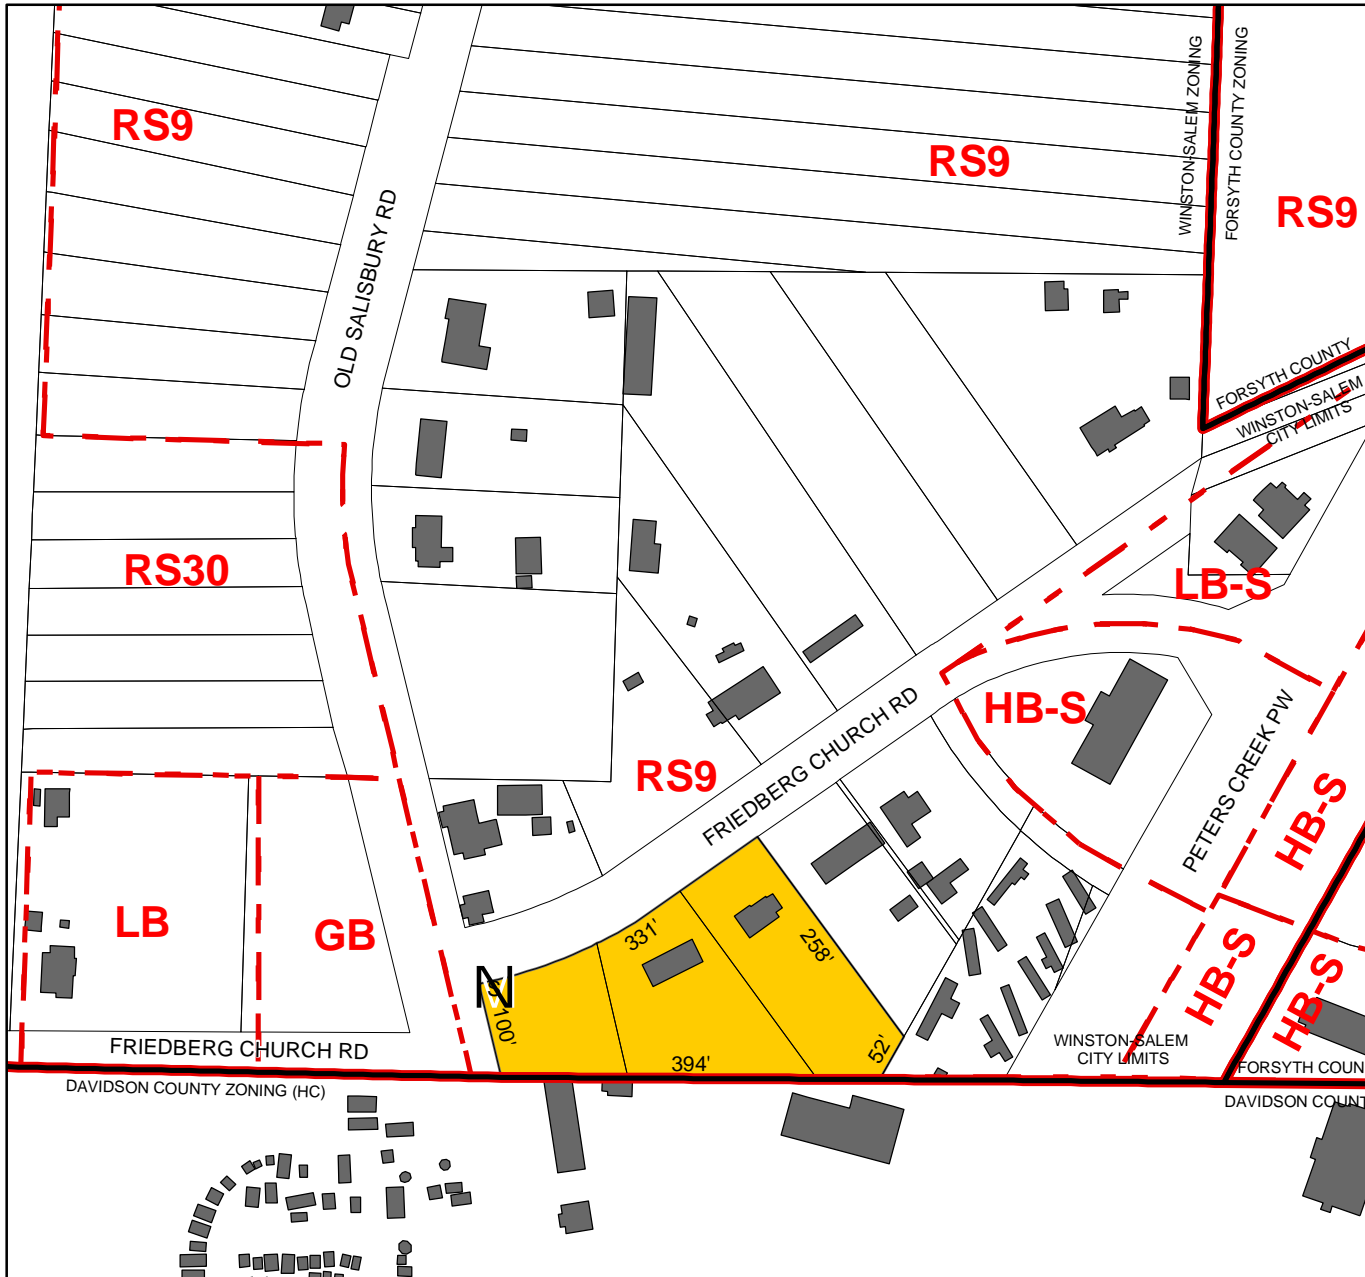 WINSTON-SALEM ZONING
FORSYTH COUNTY ZONING
RS9
RS9
RS9
OLD SALISBURY RD
FORSYTH COUNTY
WINSTON-SALEM
CITY LIMITS
RS30
LB-S
HB-S
RS9
FRIEDBERG CHURCH RD
PETERS CREEK PW
HB-S
LB
GB
331'
258'
HB-S
HB-S
N
100'
52'
394'
FRIEDBERG CHURCH RD
WINSTON-SALEM
CITY LIMITS
FORSYTH COUN
DAVIDSON COUNTY ZONING (HC)
DAVIDSON COUNT